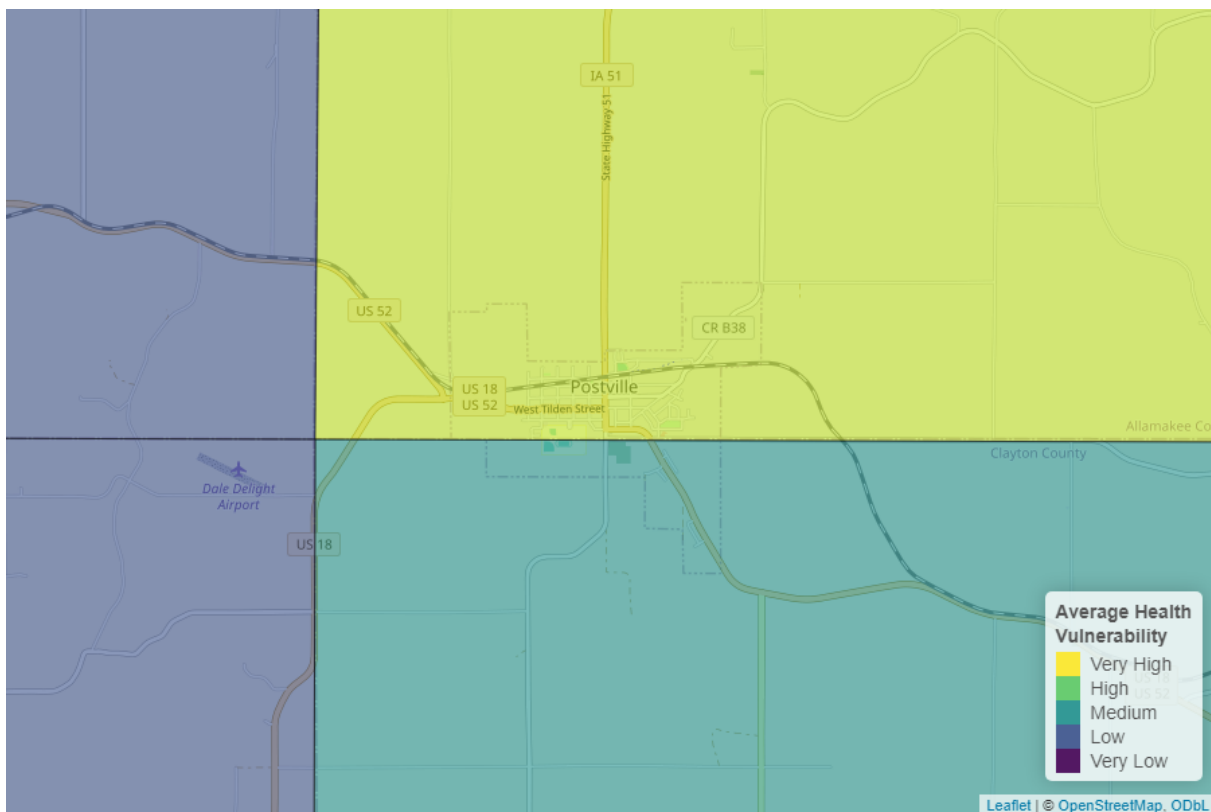 IA 51
State Highway 51
US 52
CR B38
US 18
US 52
Postville
West Tilden Street
Allamakee Co
Clayton County
Dale Delight
Airport
US 18
Average Health
Vulnerability
Very High
High
Medium
Low
Very Low
US 18
US 52
Leaflet | © OpenStreetMap, ODbL